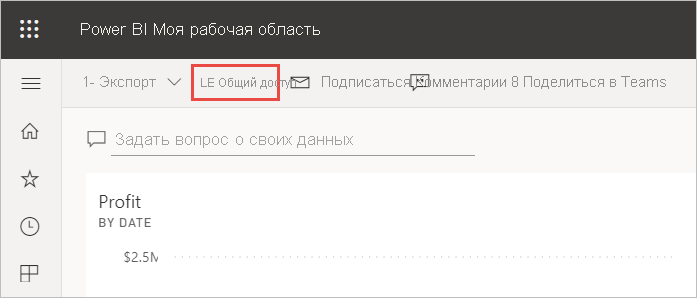 Power BI Моя рабочая область
1- Экспорт LE Общий доступ Подписаться Комментарии 8 Поделиться в Teams
Задать вопрос о своих данных
Profit
BY DATE
$2.5M